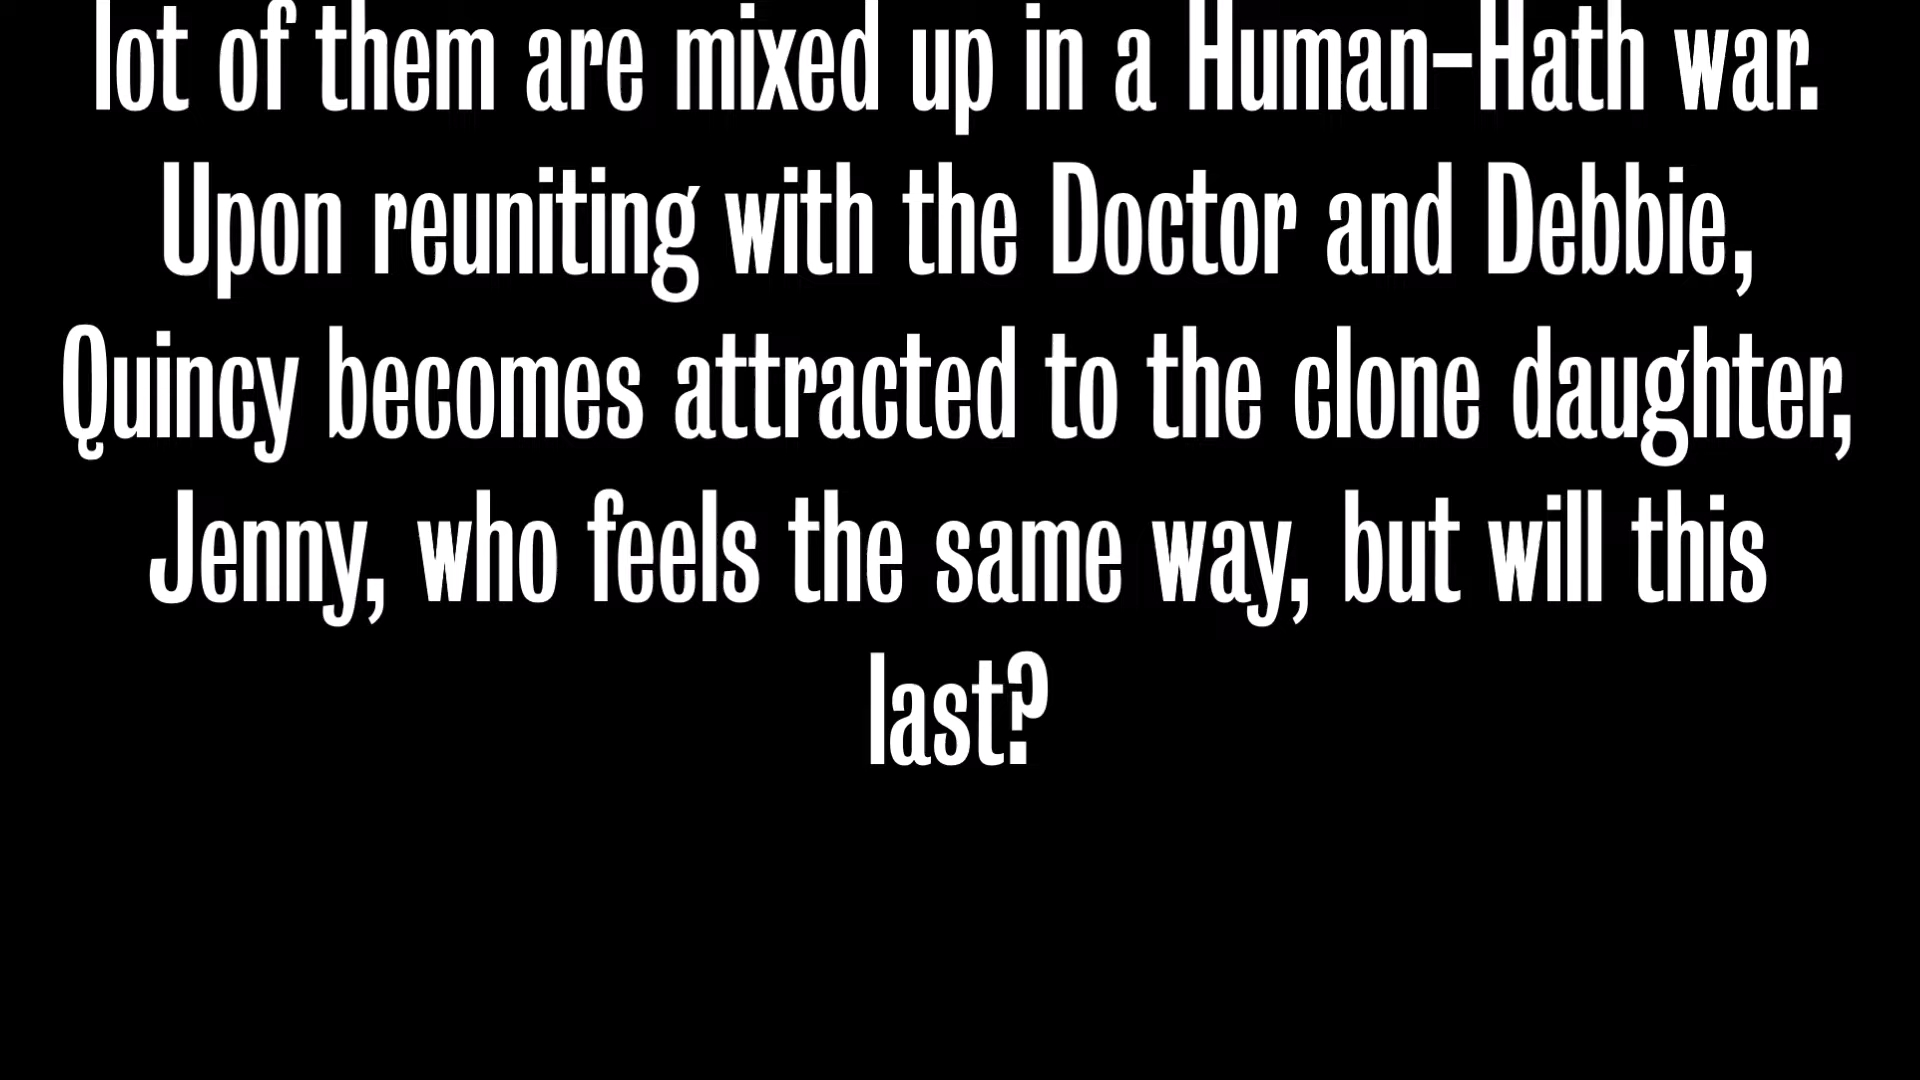 lot of them are mixed up in a Human-Hath war.
Upon reuniting with the Doctor and Debbie,
Quincy becomes attracted to the clone daughter,
Jenny, who feels the same way, but will this
last?